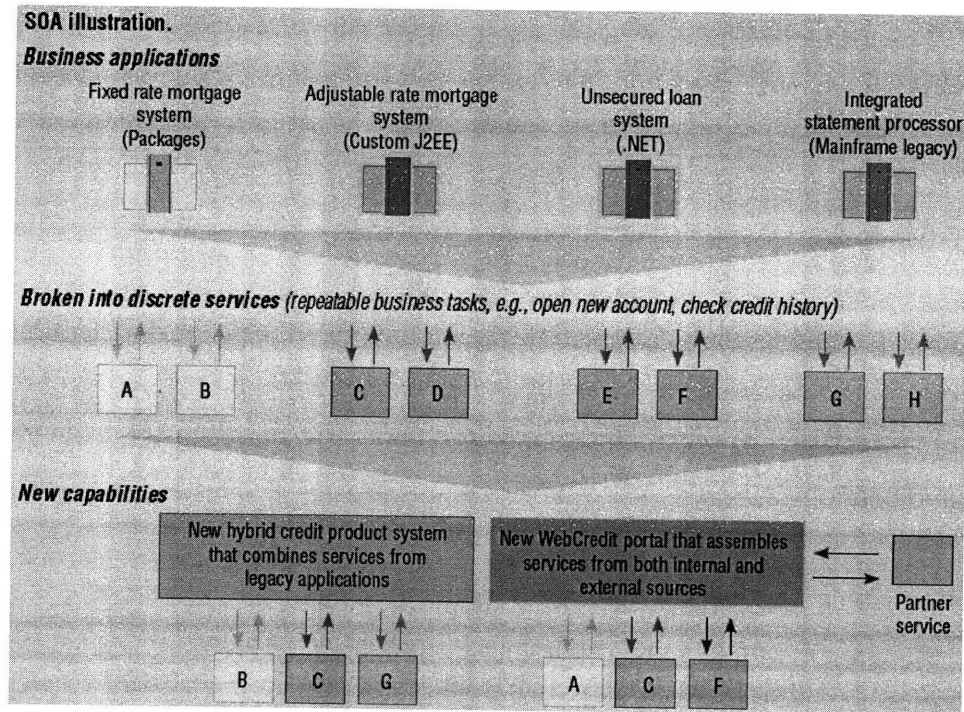 SOA illustration.
Business applications
Fixed rate mortgage
system
(Packages)
Adjustable rate mortgage
system
(Custom J2EE)
Unsecured loan
system
(.NET)
Integrated
statement processor
(Mainframe legacy)
Broken into discrete services (repeatable business tasks, e.g., open new account, check credit history)
A
B
C
D
E
F
G
H
New capabilities
New hybrid credit product system
that combines services from
legacy applications
New WebCredit portal that assembles
services from both internal and
external sources
Partner
service
B
C
G
A
C
F